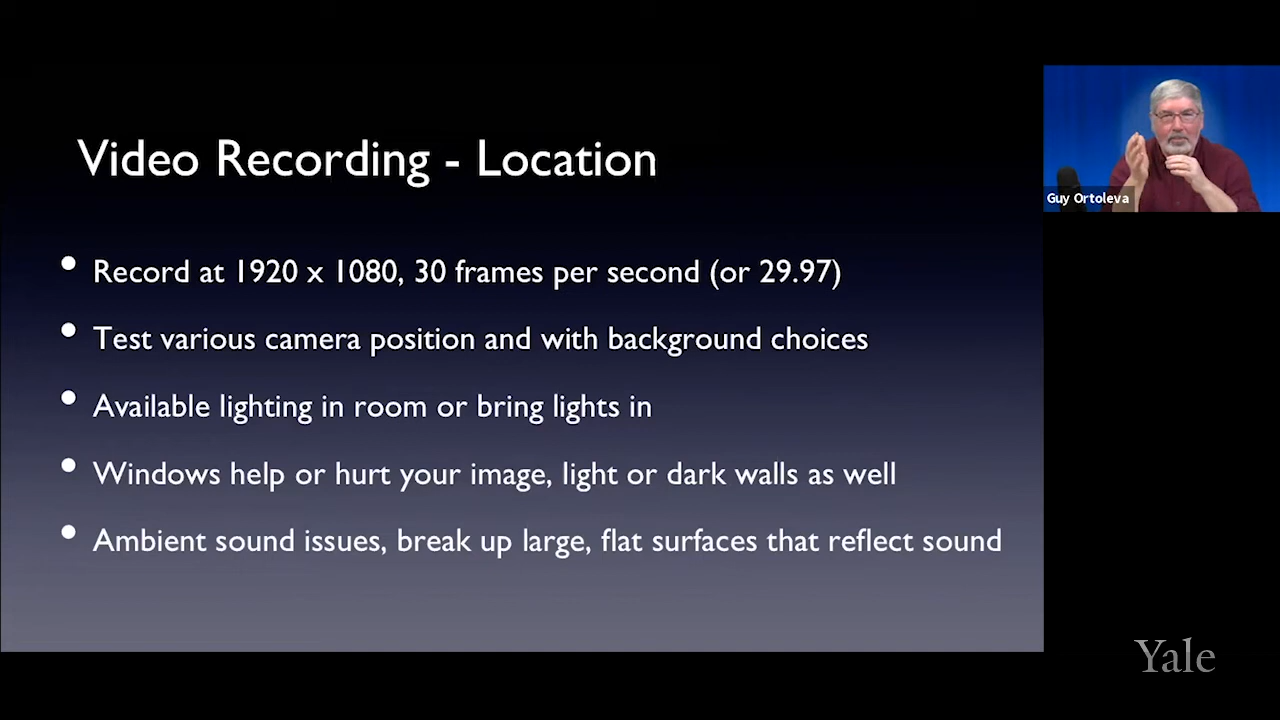 Video Recording - Location
Guy Ortoleva
Record at 1920 x 1080, 30 frames per second (or 29.97)
Test various camera position and with background choices
Available lighting in room or bring lights in
Windows help or hurt your image, light or dark walls as well
Ambient sound issues, break up large, flat surfaces that reflect sound
Yale